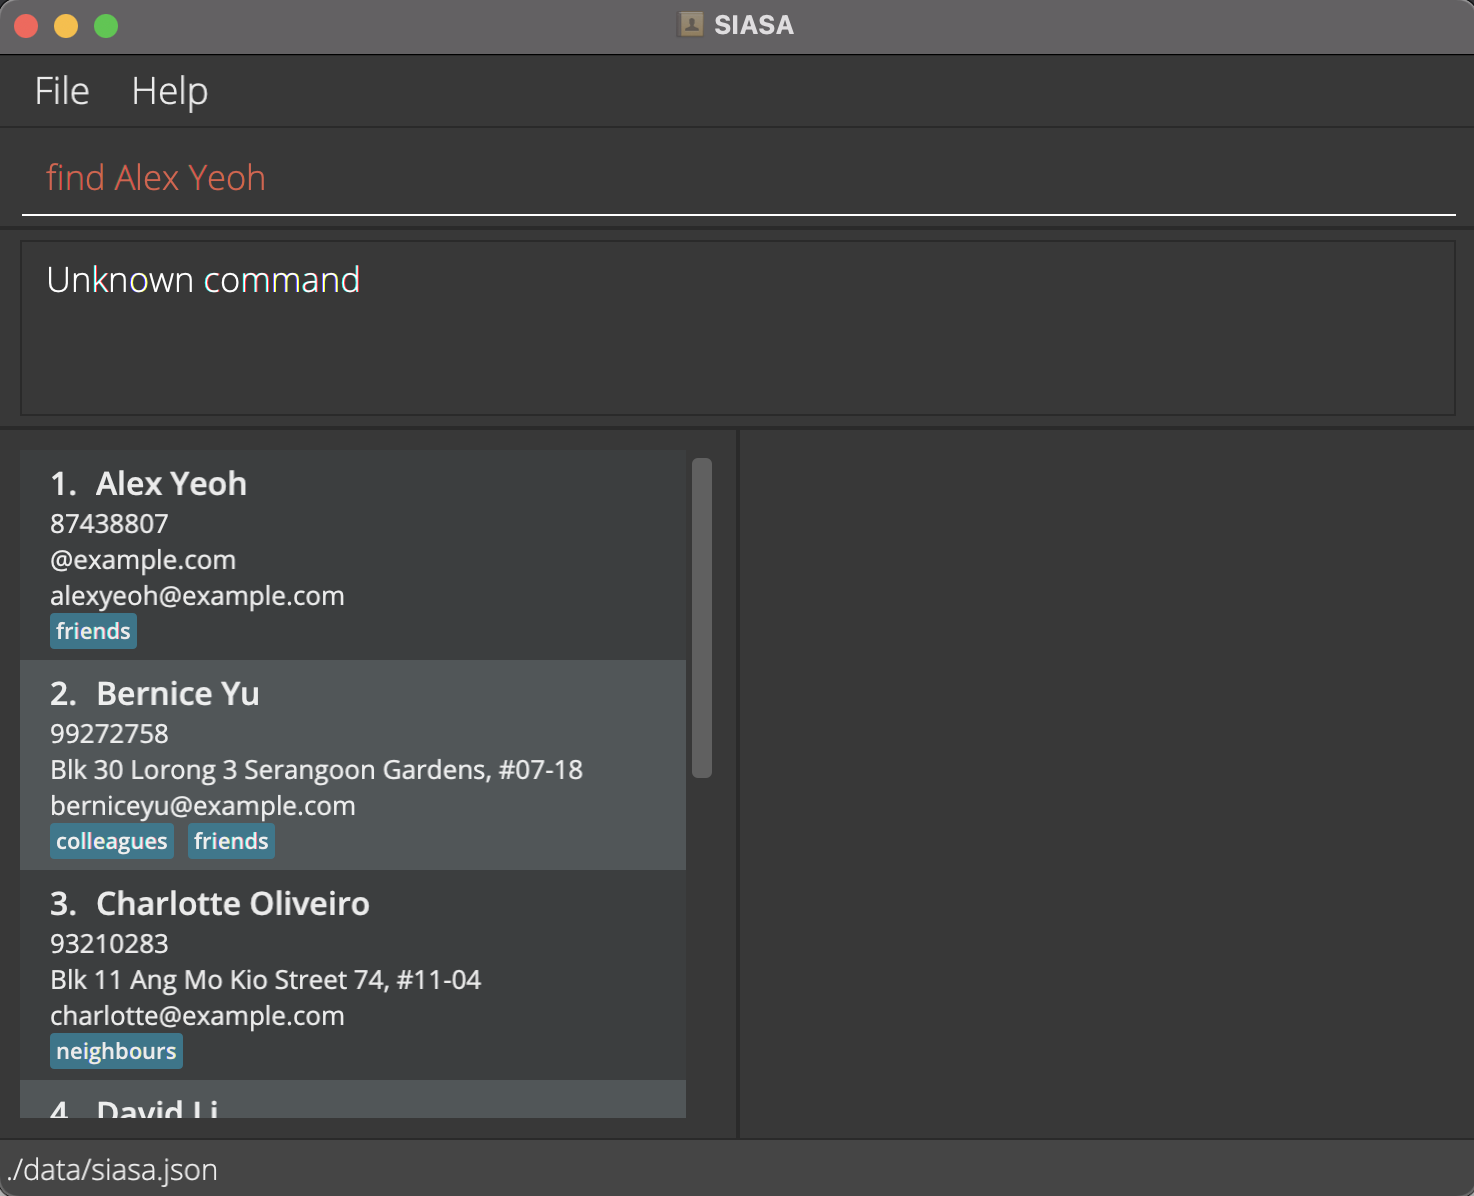 SIASA
File Help
find Alex Yeoh
Unknown command
1. Alex Yeoh
87438807
@example.com
alexyeoh@example.com
friends
2. Bernice Yu
99272758
Blk 30 Lorong 3 Serangoon Gardens, #07-18
berniceyu@example.com
colleagues friends
3. Charlotte Oliveiro
93210283
Blk 11 Ang Mo Kio Street 74, #11-04
charlotte@example.com
neighbours
4. David Li
./data/siasa.json